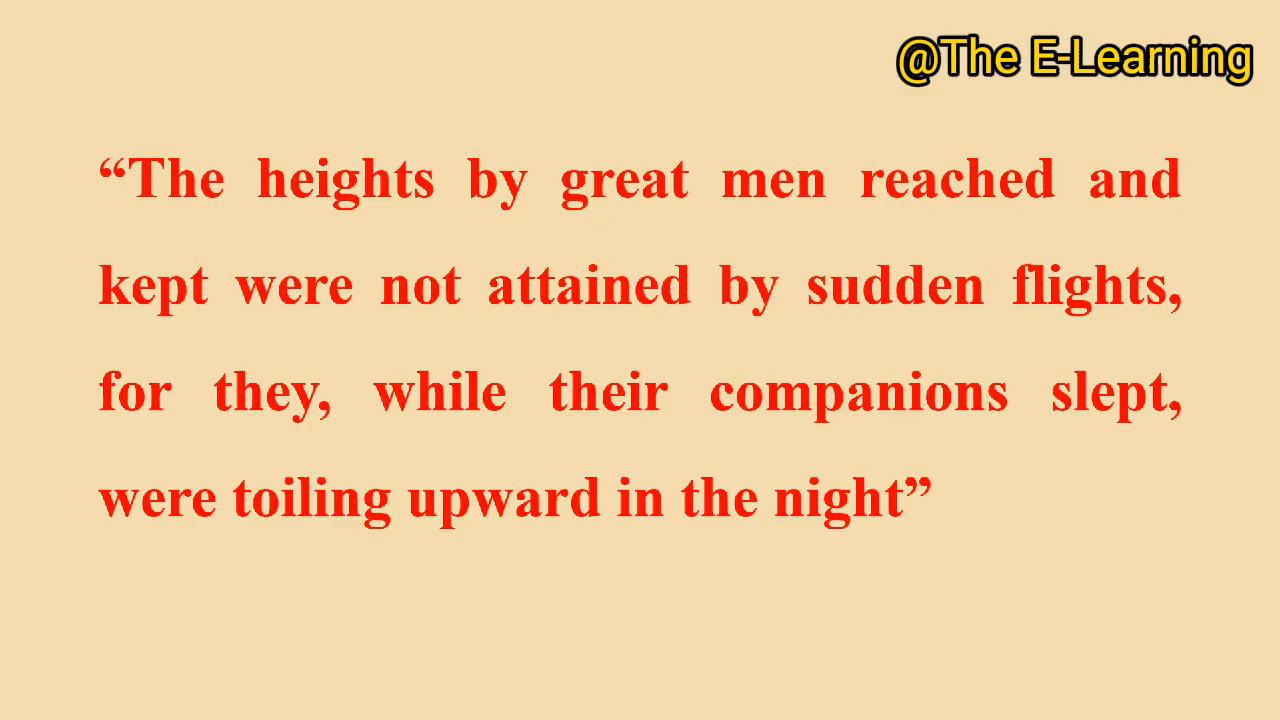 @The E-Learning
“The heights by great men reached and
kept were not attained by sudden flights,
for they, while their companions slept,
were toiling upward in the night”